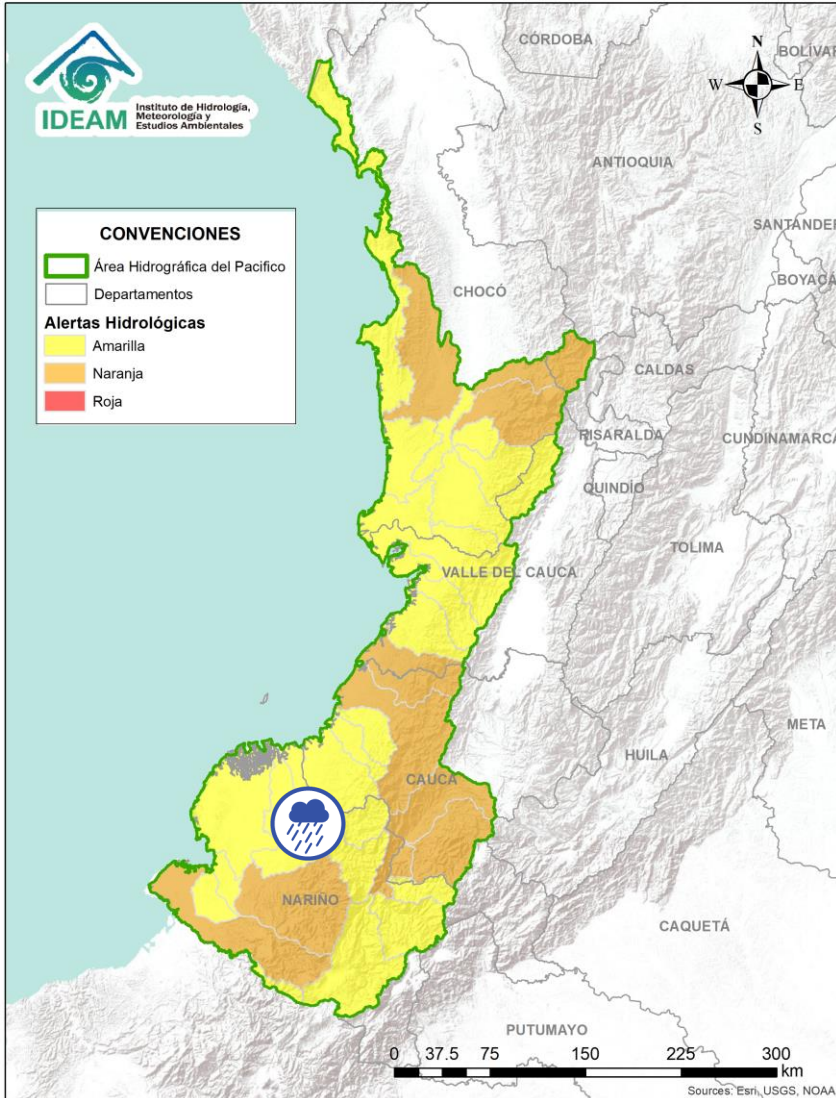 IDEAM
Instituto de Hidrología,
Meteorología y
Estudios Ambientales
CÓRDOBA
BOLÍVAR
N
W
E
S
ANTIOQUIA
SANTANDER
BOYACÁ
CONVENCIONES
Área Hidrográfica del Pacifico
Departamentos
Alertas Hidrológicas
Amarilla
Naranja
Roja
CHOCÓ
CALDAS
RISARALDA
CUNDINAMARCA
QUINDÍO
TOLIMA
VALLE DEL CAUCA
META
HUILA
CAUCA
NARIÑO
CAQUETÁ
PUTUMAYO
0 37.5 75 150 225 300
km
Sources: Esri, USGS, NOAA